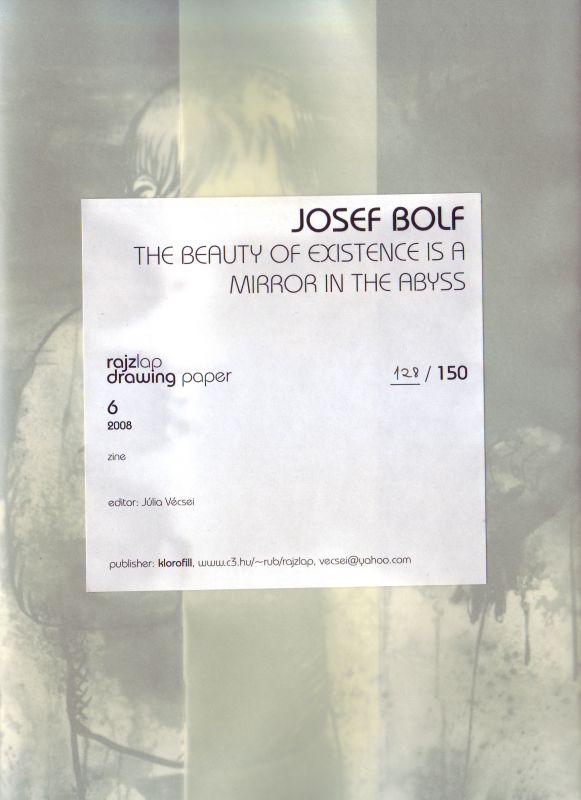 JOSEF BOLF
THE BEAUTY OF EXISTENCE IS A
MIRROR IN THE ABYSS
rajzlap
drawing paper
128 / 150
6
2008
zine
editor: Júlia Vécsei
publisher: klorofill, www.c3.hu/~rub/rajzlap, vecsei@yahoo.com